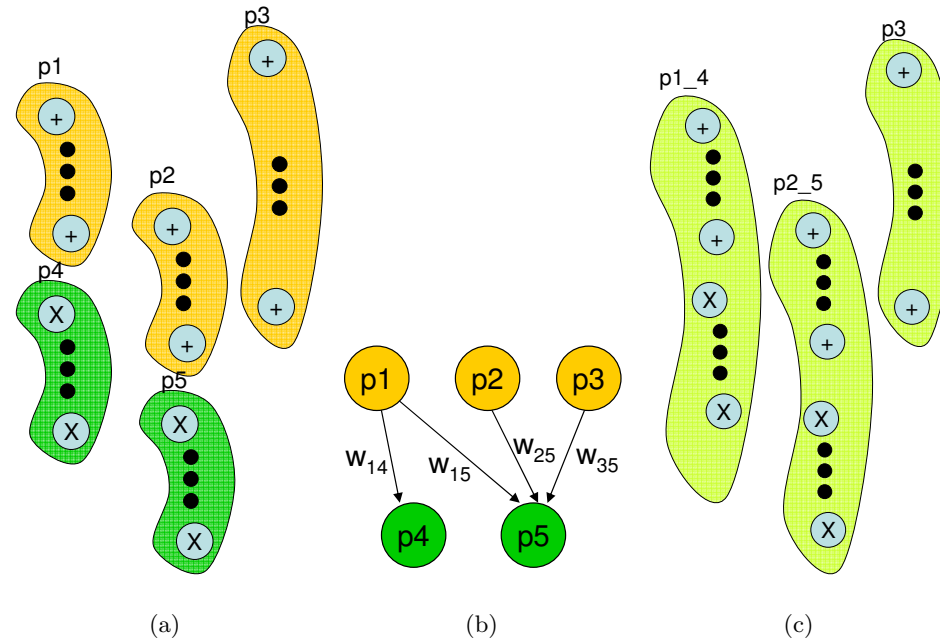 p1
+
+
p4
X
X
p2
+
+
p5
X
X
p3
+
+
(a)
p1 p2 p3
w14 w15 w25 w35
p4 p5
(b)
p1_4
+
+
X
X
p2_5
+
+
X
X
p3
+
+
(c)